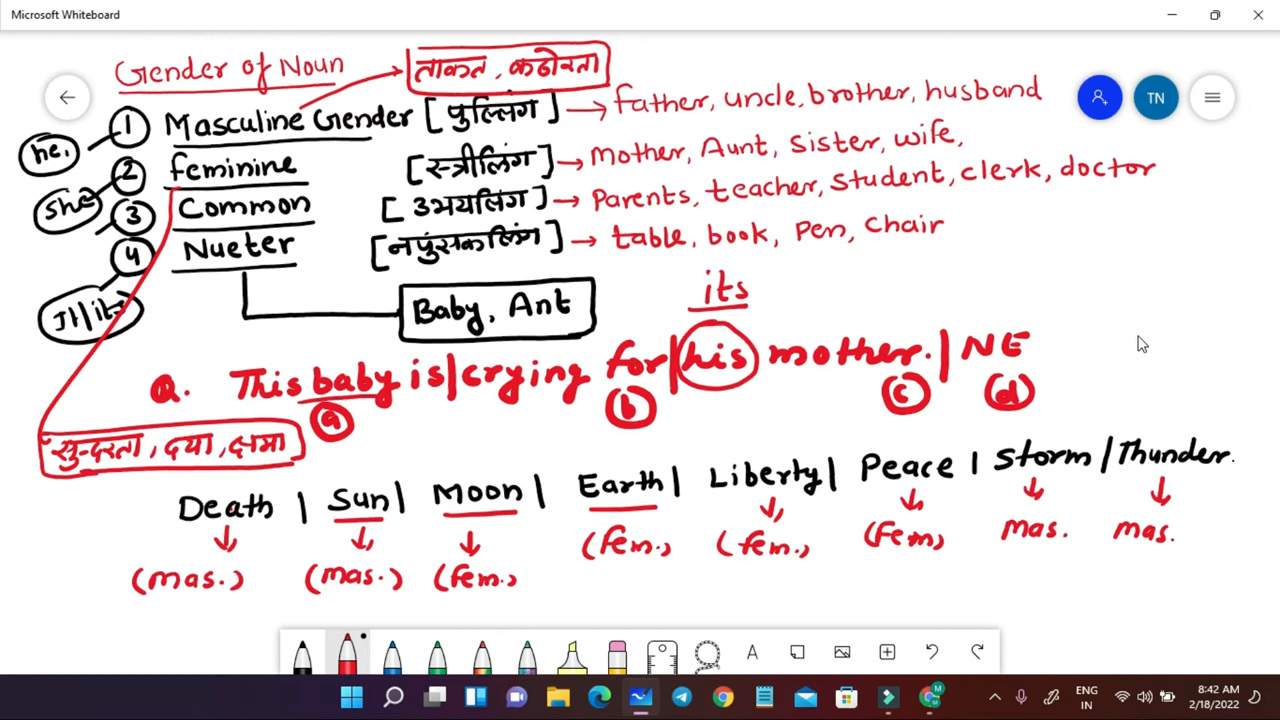 Microsoft Whiteboard
Gender of Noun
ताकत, कठोरता
he. 1 Masculine Gender [पुल्लिंग] → father, uncle, brother, husband
TN
she 2 feminine [स्त्रीलिंग] → Mother, Aunt, Sister, wife,
3 Common [उभयलिंग] → Parents, teacher, student, clerk, doctor
4 Nueter [नपुंसकलिंग] → table, book, Pen, Chair
It/its
Baby, Ant
its
Q. This baby is/crying for/his mother./NE
a b c d
सुन्दरता, दया, क्षमा
Death | Sun | Moon | Earth | Liberty | Peace | Storm / Thunder.
(mas.) (mas.) (fem.) (fem.) (fem.) (Fem) mas. mas.
A
ENG 8:42 AM
IN 2/18/2022